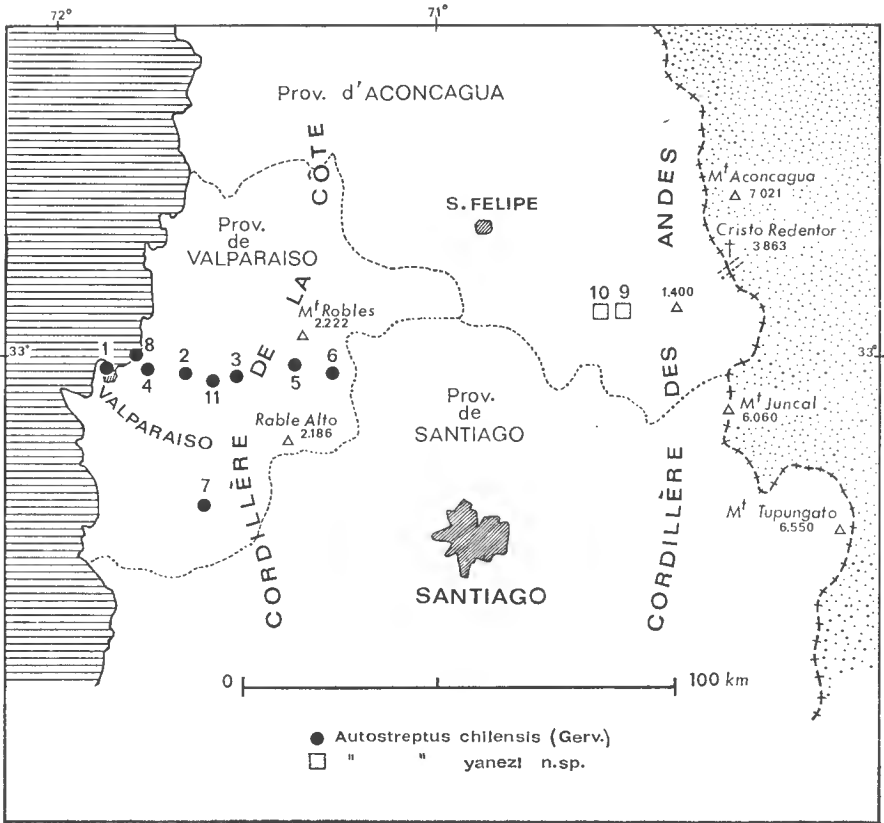 72°
71°
Prov. d'ACONCAGUA
CÔTE
ANDES
Mt Aconcagua
7 021
S. FELIPE
Prov.
de
VALPARAISO
Cristo Redentor
3 863
LA
Mt Robles
2.222
10 9
1.400
33°
33°
1
8
4
2
11
3
DE
5
6
DES
Prov.
de
SANTIAGO
Mt Juncal
6.060
VALPARAISO
Rable Alto
2.186
7
CORDILLÈRE
CORDILLÈRE
Mt Tupungato
6.550
SANTIAGO
0 100 km
Autostreptus chilensis (Gerv.)
" " yanezi n.sp.